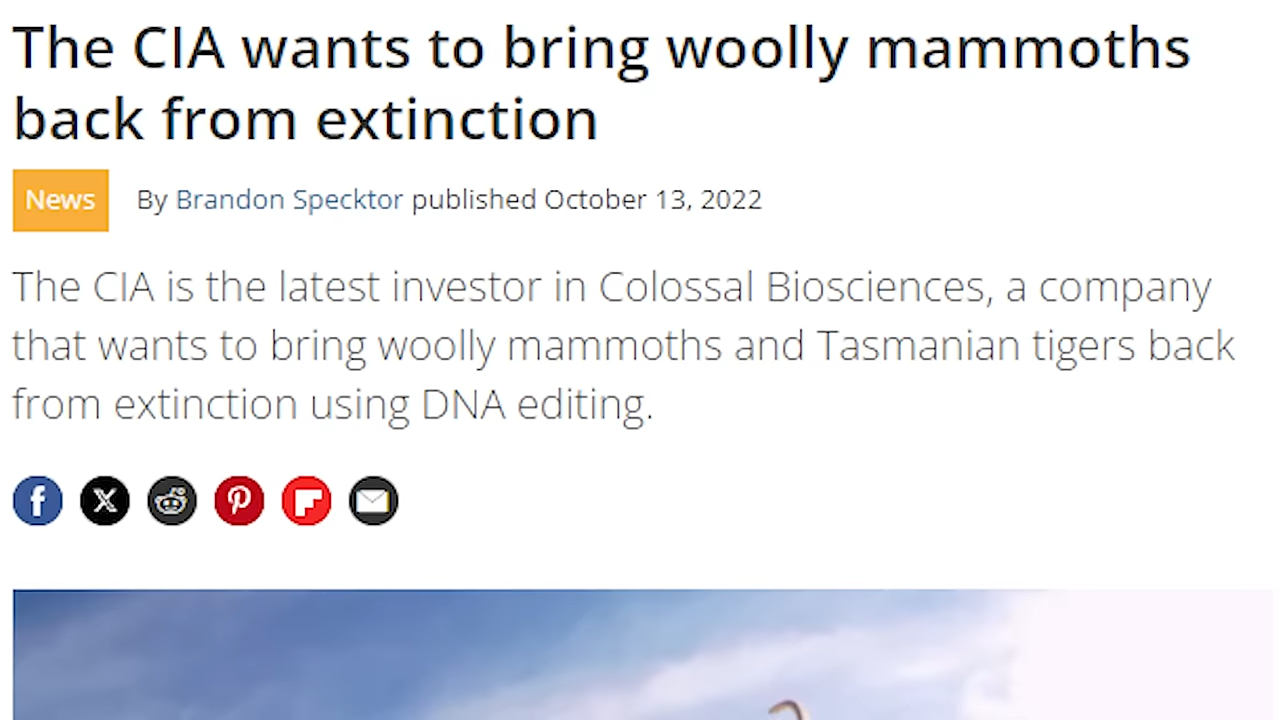 The CIA wants to bring woolly mammoths
back from extinction
News By Brandon Specktor published October 13, 2022
The CIA is the latest investor in Colossal Biosciences, a company
that wants to bring woolly mammoths and Tasmanian tigers back
from extinction using DNA editing.